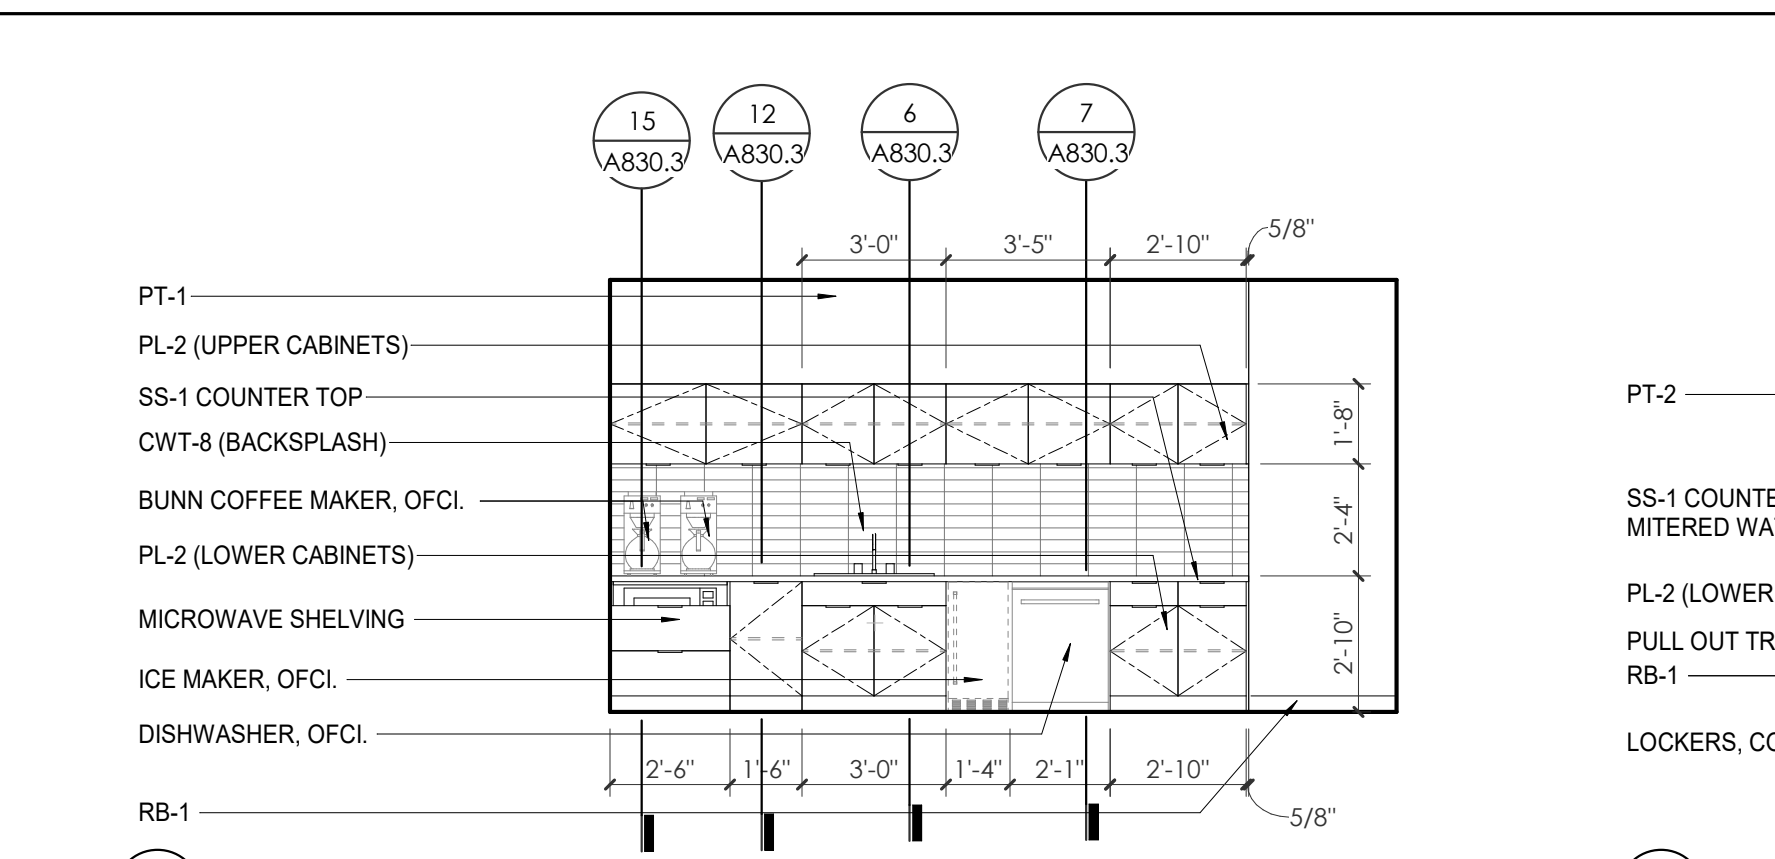 15
A830.3
12
A830.3
6
A830.3
7
A830.3
3'-0"
3'-5"
2'-10"
5/8"
PT-1
PL-2 (UPPER CABINETS)
SS-1 COUNTER TOP
CWT-8 (BACKSPLASH)
BUNN COFFEE MAKER, OFCI.
PL-2 (LOWER CABINETS)
MICROWAVE SHELVING
ICE MAKER, OFCI.
DISHWASHER, OFCI.
RB-1
1'-8"
2'-4"
2'-10"
2'-6"
1'-6"
3'-0"
1'-4"
2'-1"
2'-10"
5/8"
PT-2
SS-1 COUNTE
MITERED WA
PL-2 (LOWER
PULL OUT TR
RB-1
LOCKERS, CO